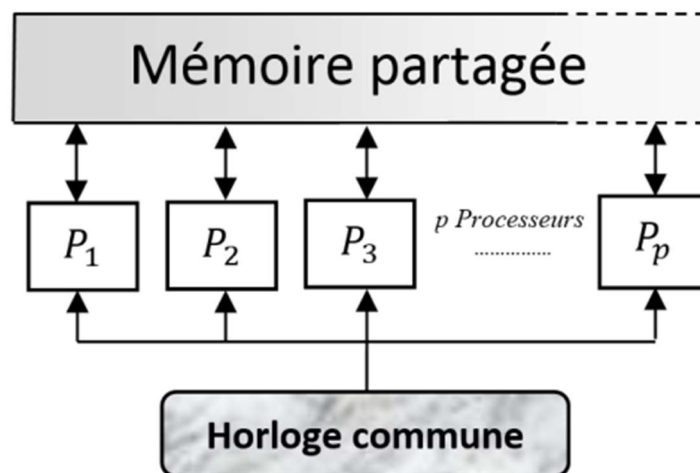 Mémoire partagée
P₁
P₂
P₃
p Processeurs
...............
Pₚ
Horloge commune